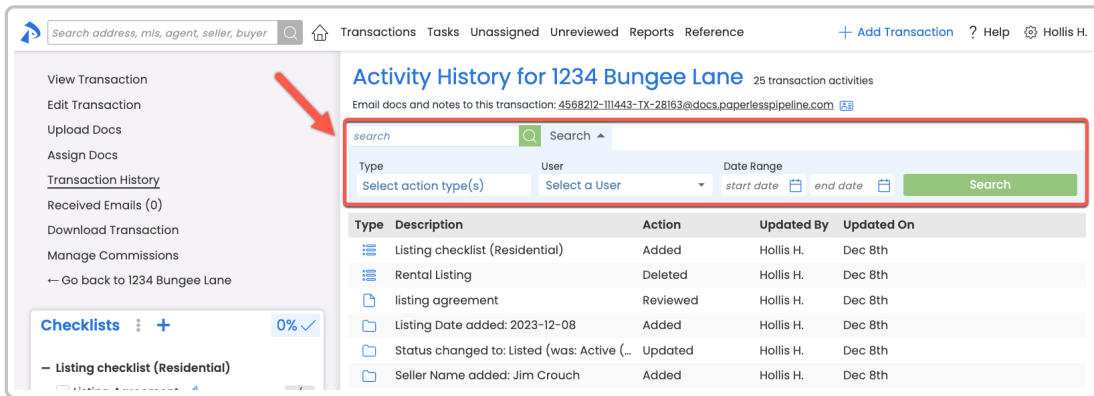 Search address, mls, agent, seller, buyer
Transactions Tasks Unassigned Unreviewed Reports Reference
+ Add Transaction ? Help Hollis H.
View Transaction
Edit Transaction
Upload Docs
Assign Docs
Transaction History
Received Emails (0)
Download Transaction
Manage Commissions
← Go back to 1234 Bungee Lane
Checklists + 0%
– Listing checklist (Residential)
Listing Agreement
Activity History for 1234 Bungee Lane 25 transaction activities
Email docs and notes to this transaction: 4568212-111443-TX-28163@docs.paperlesspipeline.com
search Search
Type User Date Range
Select action type(s) Select a User start date end date Search
Type Description Action Updated By Updated On
Listing checklist (Residential) Added Hollis H. Dec 8th
Rental Listing Deleted Hollis H. Dec 8th
listing agreement Reviewed Hollis H. Dec 8th
Listing Date added: 2023-12-08 Added Hollis H. Dec 8th
Status changed to: Listed (was: Active (... Updated Hollis H. Dec 8th
Seller Name added: Jim Crouch Added Hollis H. Dec 8th